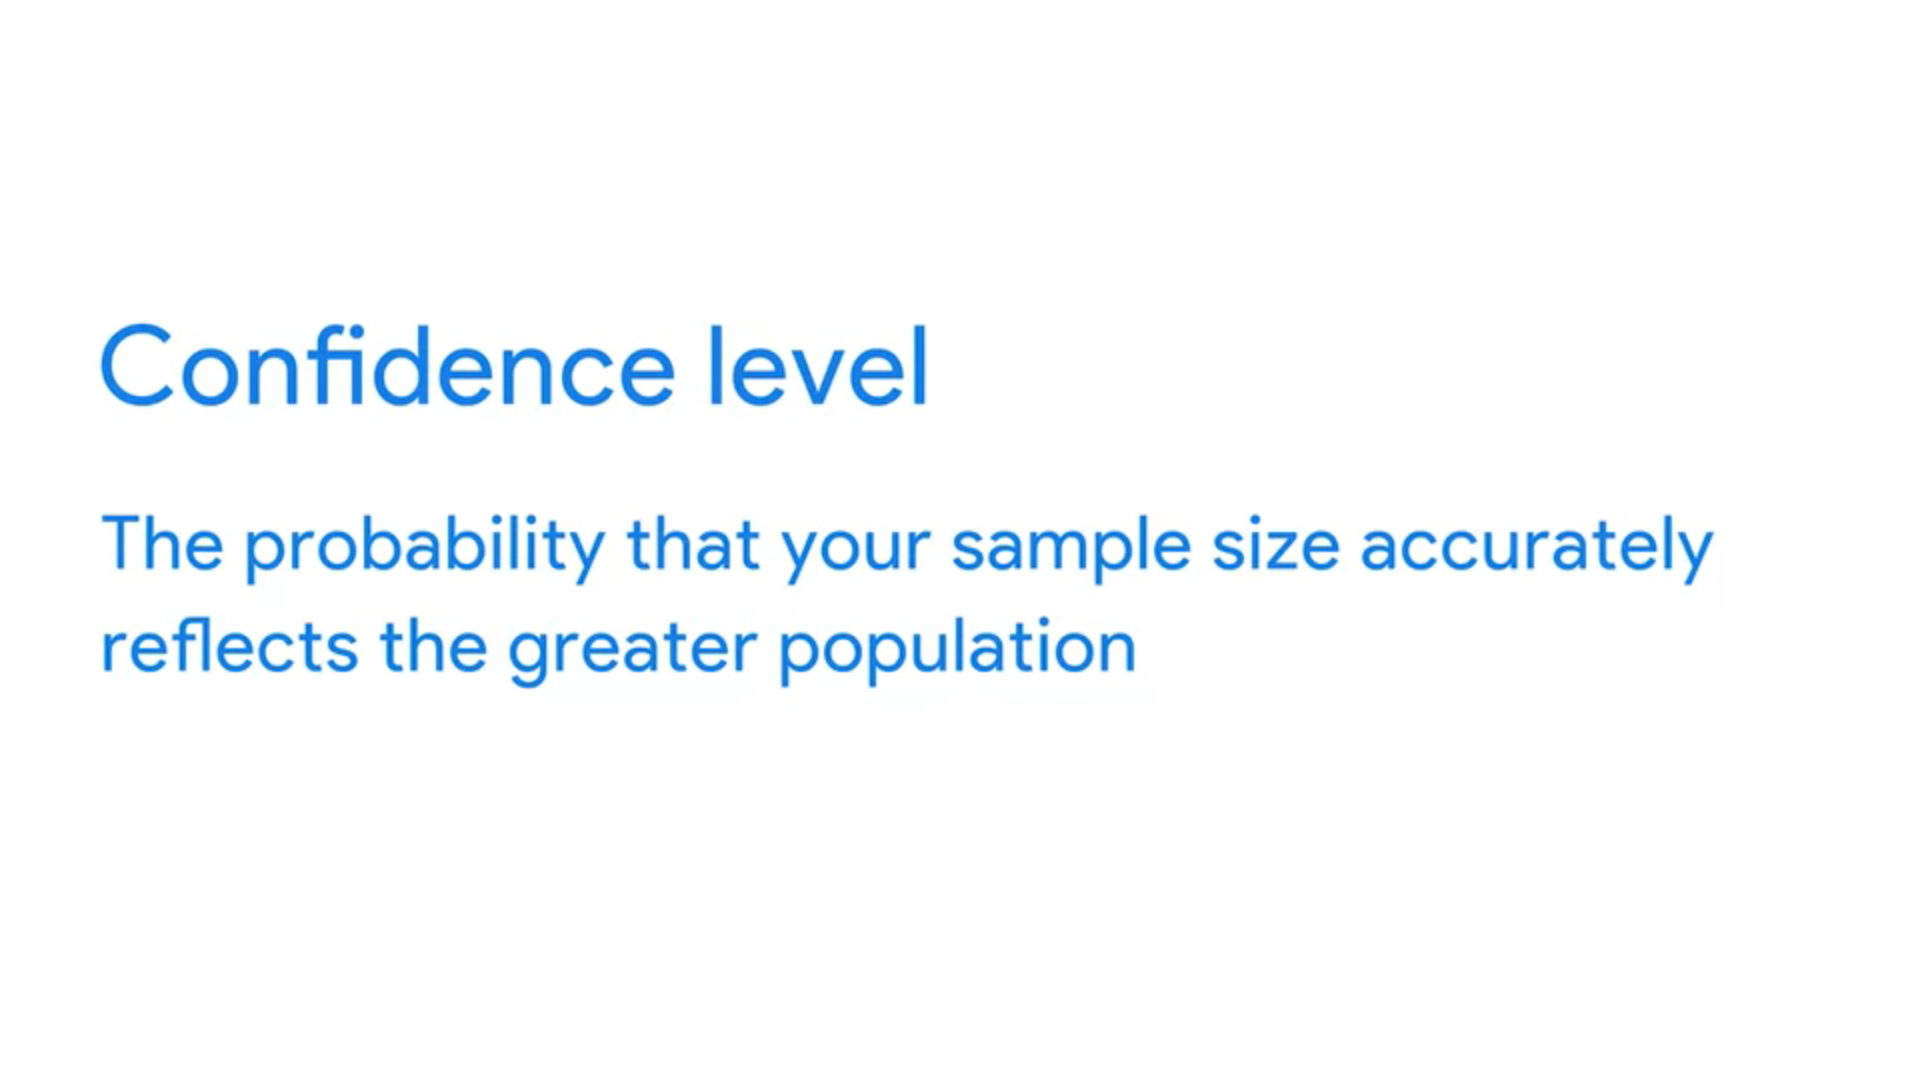 Confidence level
The probability that your sample size accurately
reflects the greater population